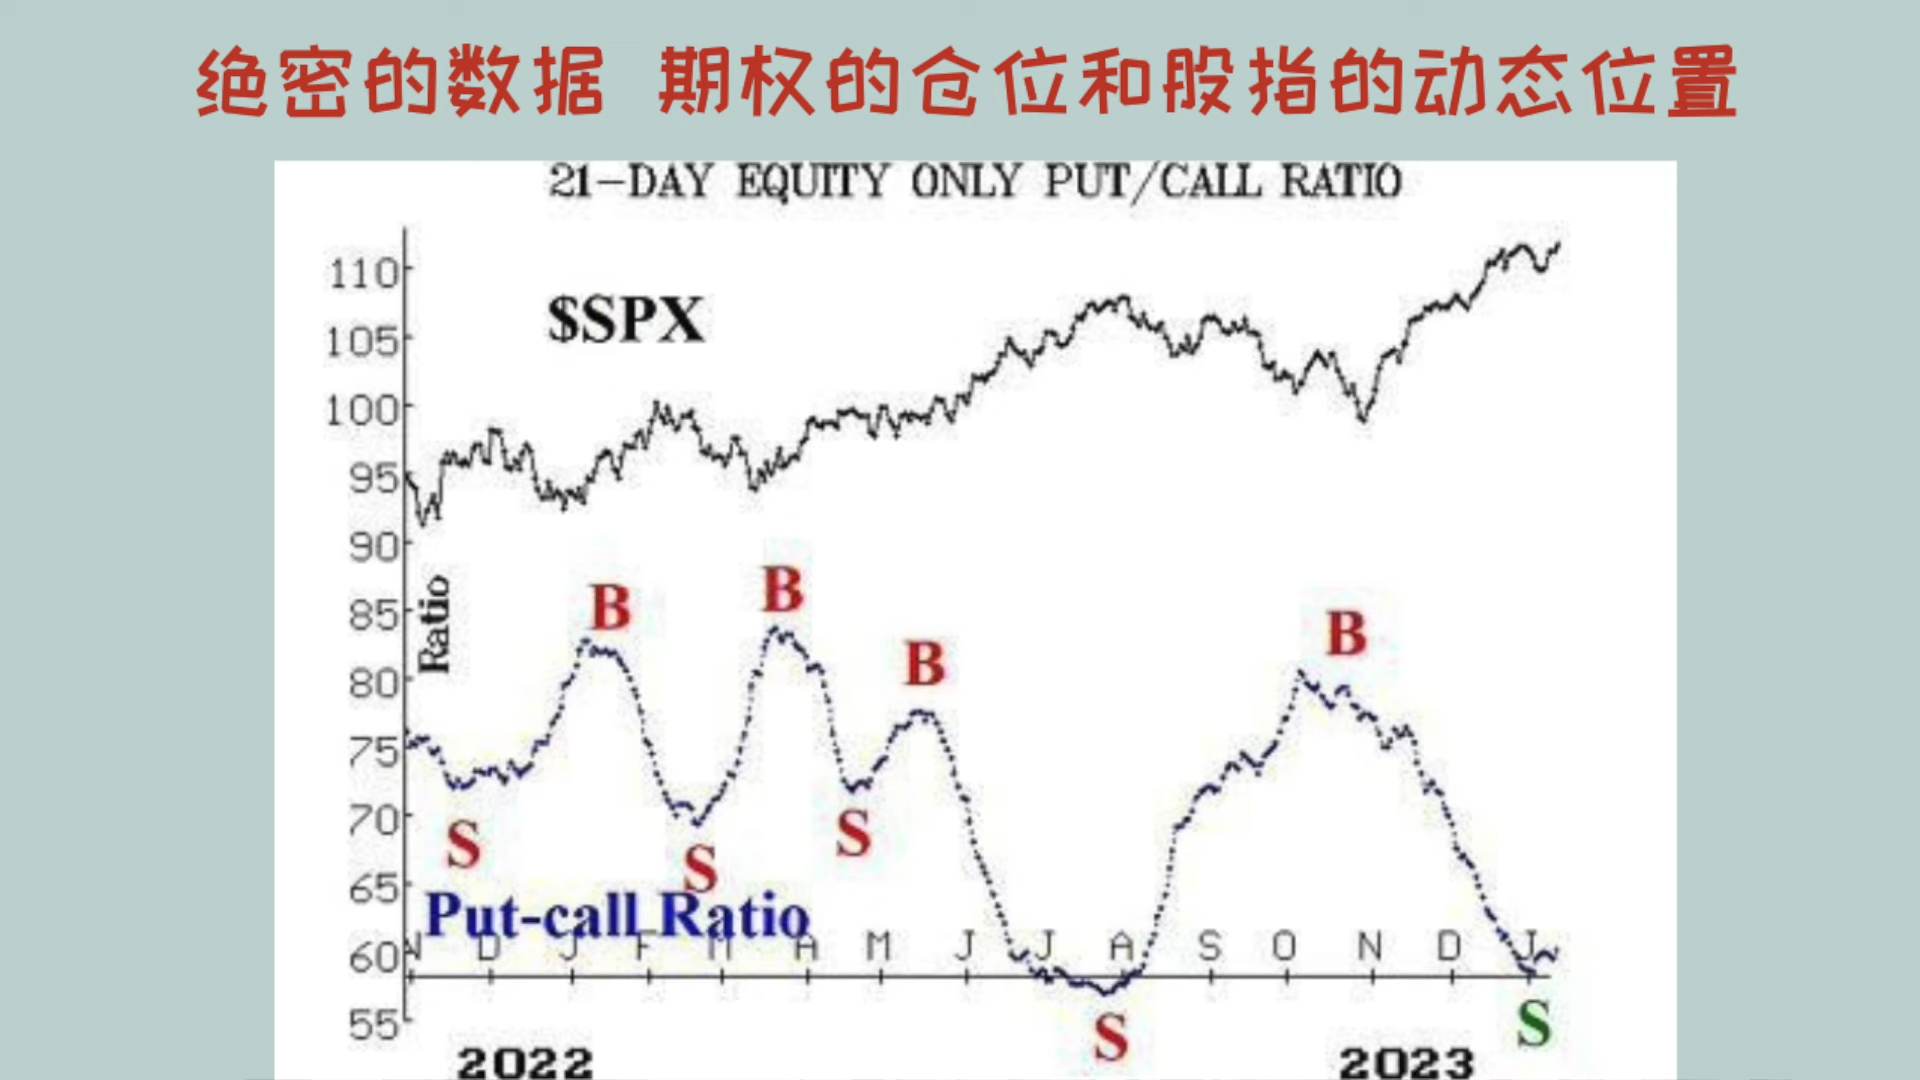 绝密的数据 期权的仓位和股指的动态位置
21-DAY EQUITY ONLY PUT/CALL RATIO
110
$SPX
105
100
95
90
B
B
85
Ratio
B
B
80
75
70
S
S
S
65
Put-call Ratio
60
N D J F M A M J J A S O N D J
55
S
S
2022
2023